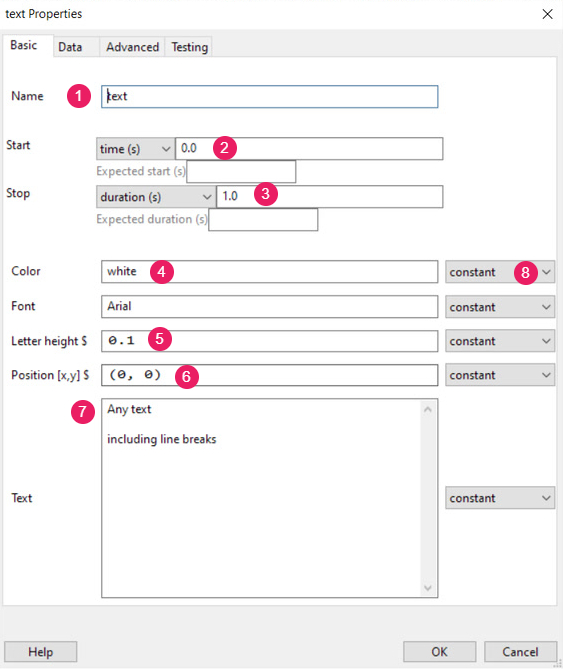 text Properties
Basic Data Advanced Testing
Name 1 text
Start time (s) 0.0 2
Expected start (s)
Stop duration (s) 1.0 3
Expected duration (s)
Color white 4 constant 8
Font Arial constant
Letter height $ 0.1 5 constant
Position [x,y] $ (0, 0) 6 constant
7 Any text
including line breaks
Text constant
Help OK Cancel